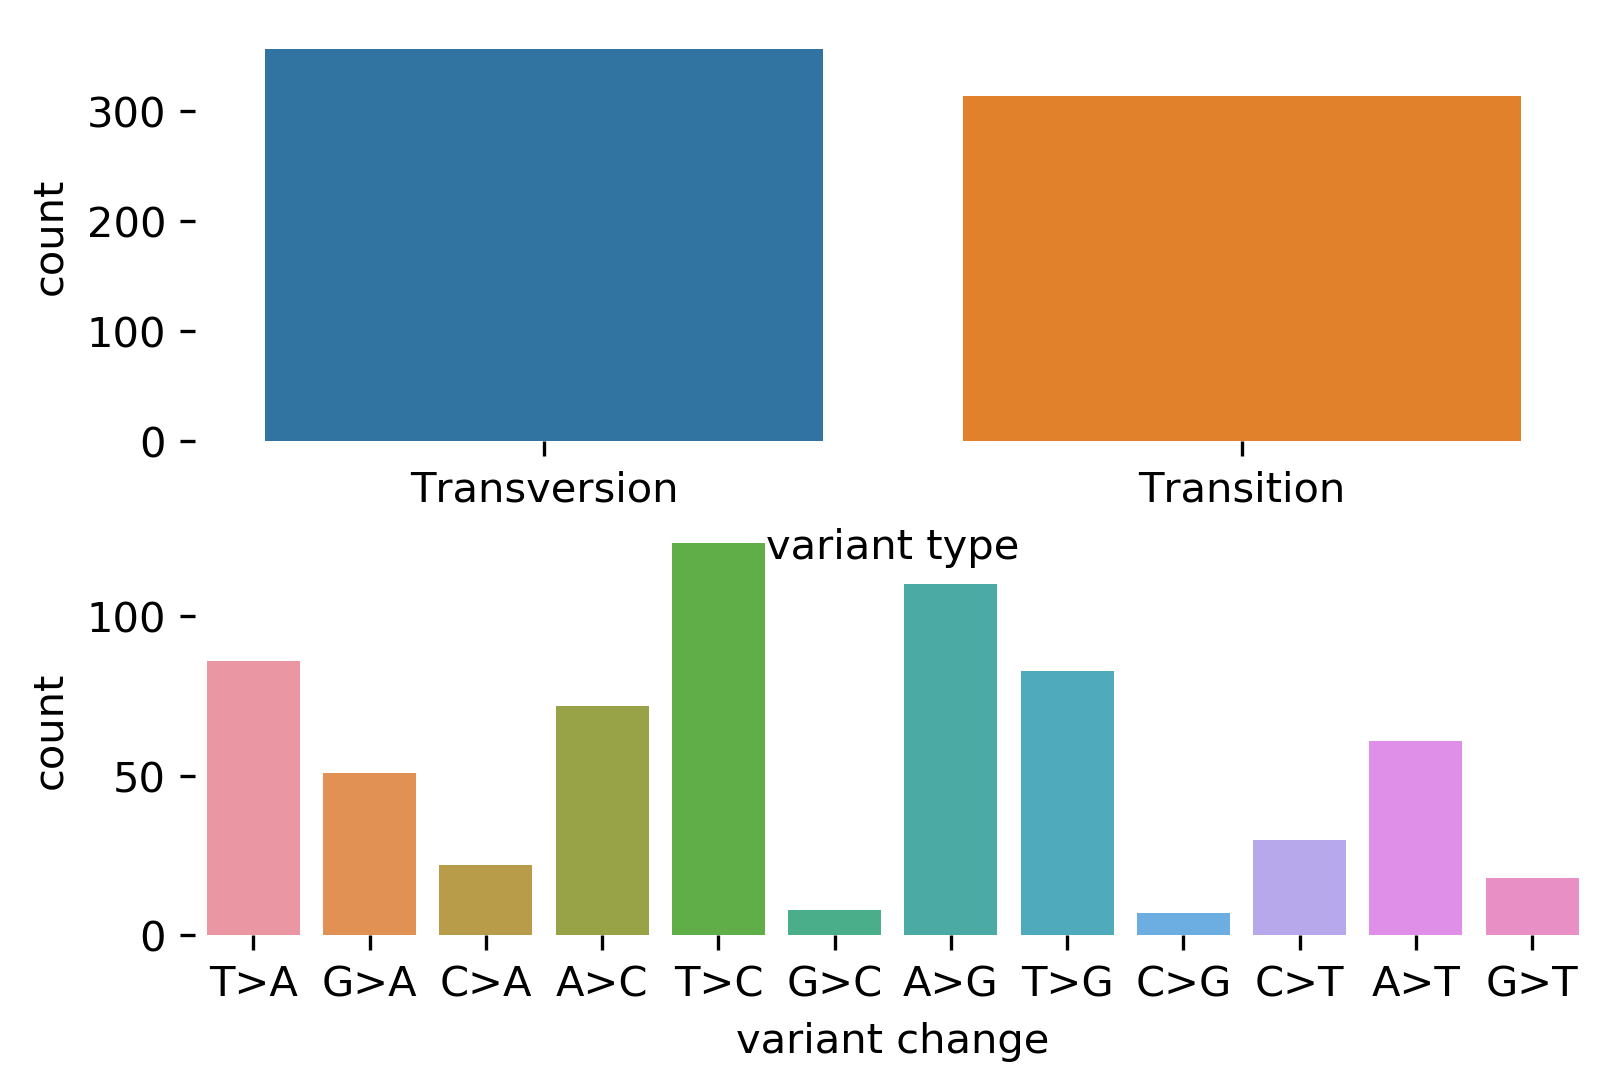 count
300
200
100
0
Transversion Transition
variant type
count
100
50
0
T>A G>A C>A A>C T>C G>C A>G T>G C>G C>T A>T G>T
variant change